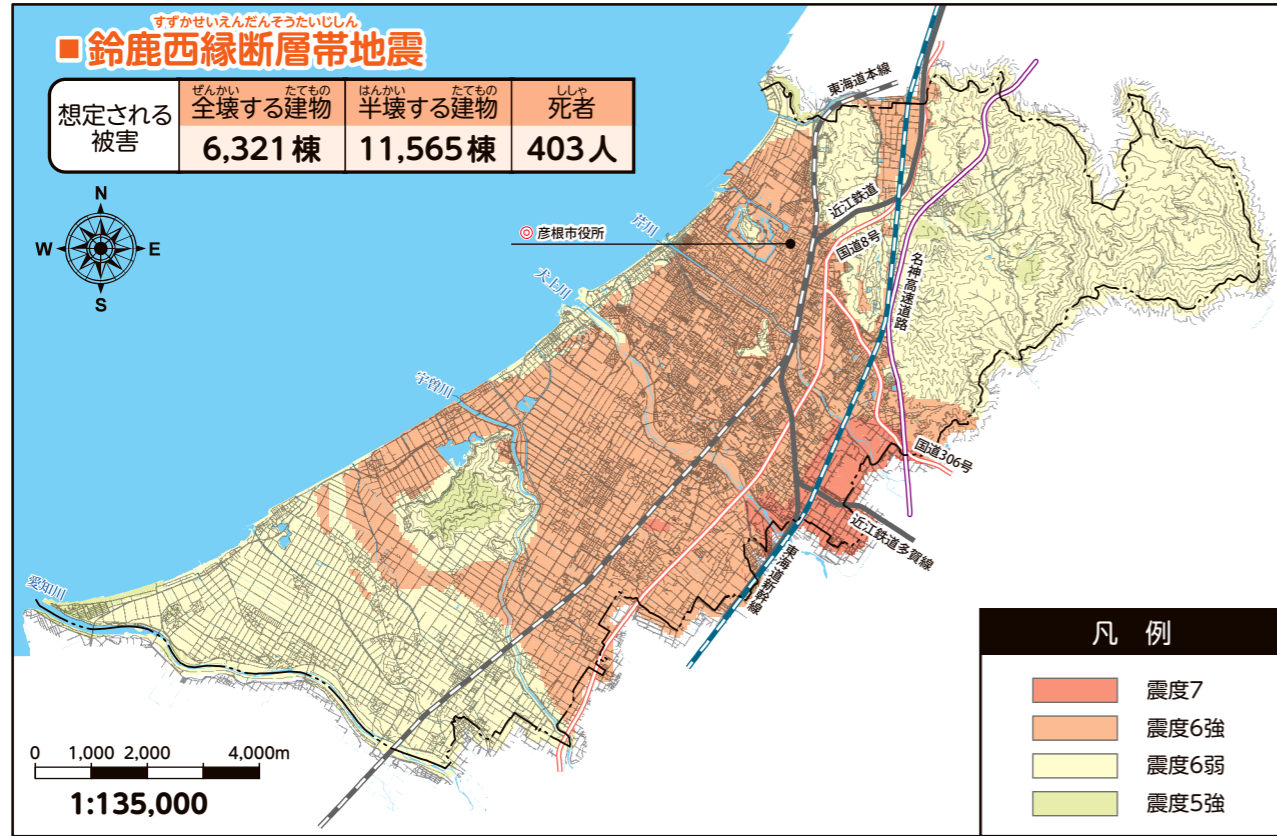 すずかせいえんだんそうたいじしん
■鈴鹿西縁断層帯地震
想定される
被害
ぜんかい たてもの
全壊する建物
6,321棟
はんかい たてもの
半壊する建物
11,565棟
ししゃ
死者
403人
N
W E
S
東海道本線
近江鉄道
芹川
◎ 彦根市役所
国道8号
名神高速道路
犬上川
宇曽川
国道306号
近江鉄道多賀線
東海道新幹線
愛知川
0 1,000 2,000 4,000m
1:135,000
凡 例
震度7
震度6強
震度6弱
震度5強